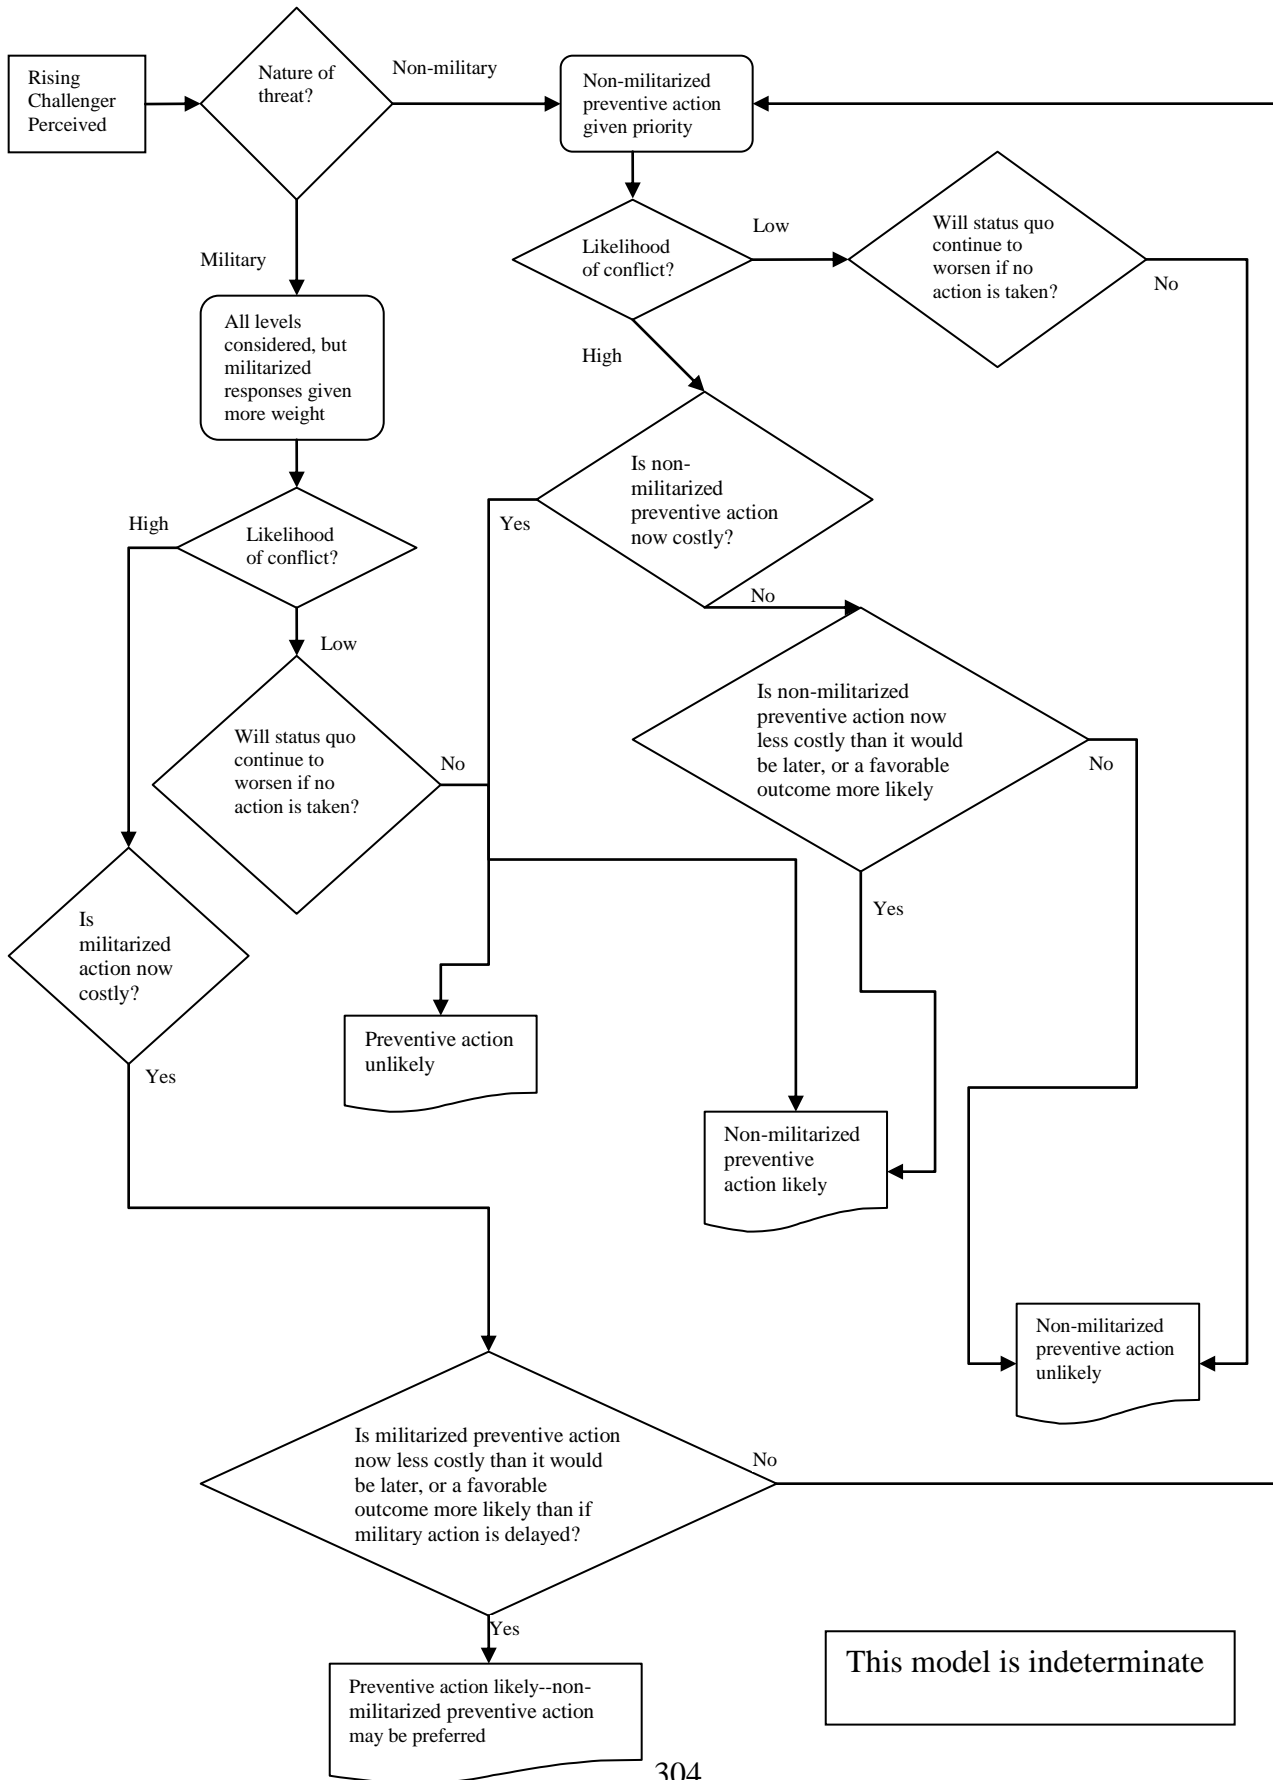 Rising
Challenger
Perceived
Nature of
threat?
Non-military
Non-militarized
preventive action
given priority
Military
Likelihood
of conflict?
Low
Will status quo
continue to
worsen if no
action is taken?
No
High
All levels
considered, but
militarized
responses given
more weight
Is non-
militarized
preventive action
now costly?
Yes
No
High
Likelihood
of conflict?
Low
Will status quo
continue to
worsen if no
action is taken?
No
Is non-militarized
preventive action now
less costly than it would
be later, or a favorable
outcome more likely
No
Yes
Is
militarized
action now
costly?
Yes
Preventive action
unlikely
Non-militarized
preventive
action likely
Non-militarized
preventive action
unlikely
Is militarized preventive action
now less costly than it would
be later, or a favorable
outcome more likely than if
military action is delayed?
No
Yes
Preventive action likely--non-
militarized preventive action
may be preferred
This model is indeterminate
304